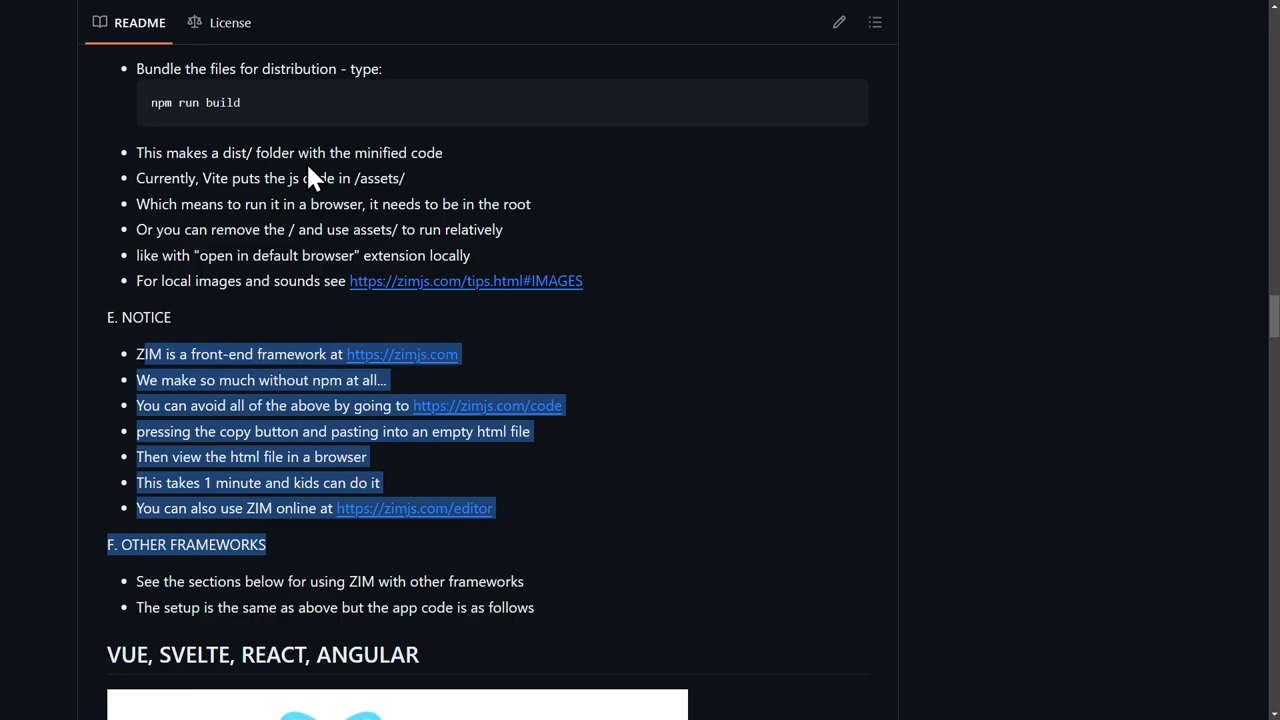 README
License
Bundle the files for distribution - type:
npm run build
This makes a dist/ folder with the minified code
Currently, Vite puts the js code in /assets/
Which means to run it in a browser, it needs to be in the root
Or you can remove the / and use assets/ to run relatively
like with "open in default browser" extension locally
For local images and sounds see https://zimjs.com/tips.html#IMAGES
E. NOTICE
ZIM is a front-end framework at https://zimjs.com
We make so much without npm at all...
You can avoid all of the above by going to https://zimjs.com/code
pressing the copy button and pasting into an empty html file
Then view the html file in a browser
This takes 1 minute and kids can do it
You can also use ZIM online at https://zimjs.com/editor
F. OTHER FRAMEWORKS
See the sections below for using ZIM with other frameworks
The setup is the same as above but the app code is as follows
VUE, SVELTE, REACT, ANGULAR